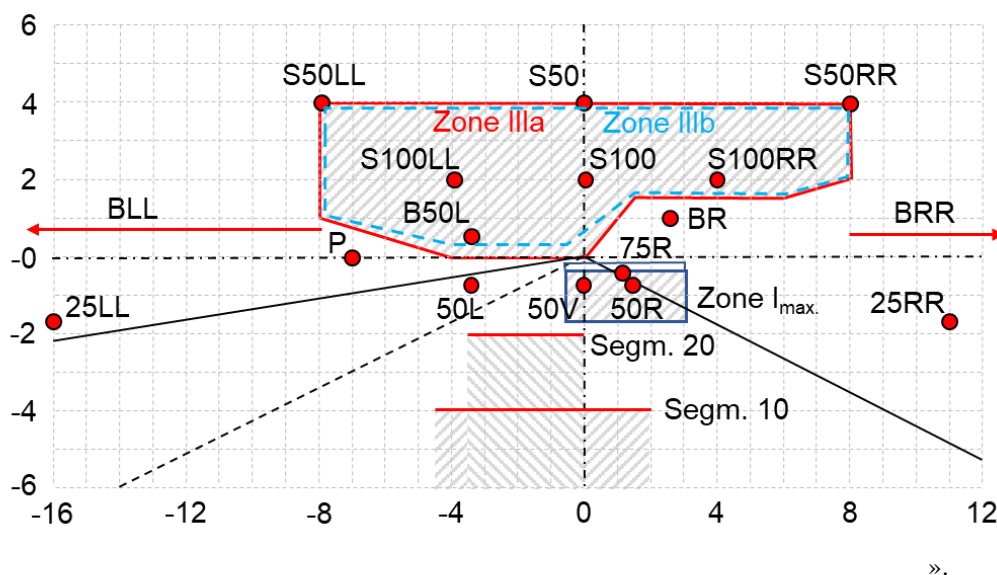 6
S50LL S50 S50RR
4
Zone IIIa Zone IIIb
S100LL S100 S100RR
2
BLL B50L BR BRR
P 75R
-0
25LL 50L 50V 50R Zone Imax. 25RR
-2
Segm. 20
-4 Segm. 10
-6
-16 -12 -8 -4 0 4 8 12
».